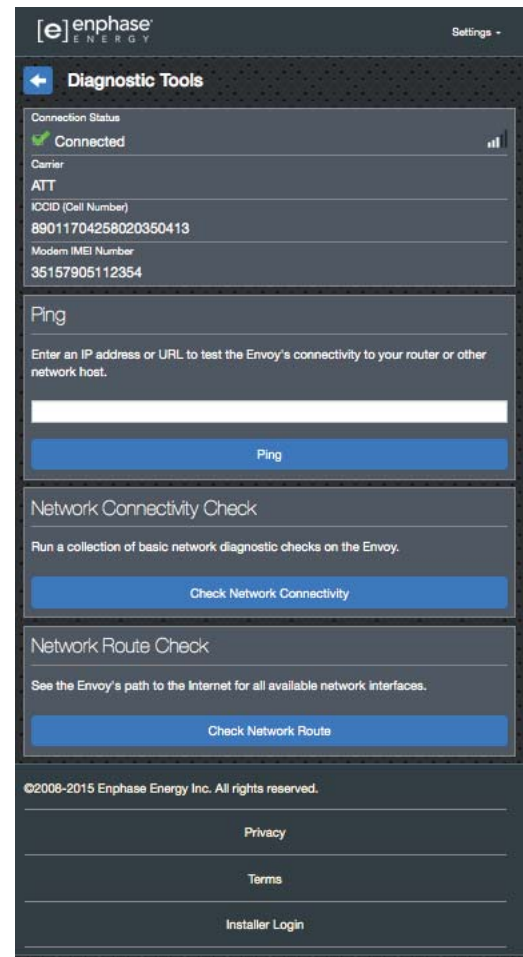 [e] enphase
ENERGY
Settings
Diagnostic Tools
Connection Status
Connected
Carrier
ATT
ICCID (Cell Number)
89011704258020350413
Modem IMEI Number
35157905112354
Ping
Enter an IP address or URL to test the Envoy's connectivity to your router or other
network host.
Ping
Network Connectivity Check
Run a collection of basic network diagnostic checks on the Envoy.
Check Network Connectivity
Network Route Check
See the Envoy's path to the Internet for all available network interfaces.
Check Network Route
©2008-2015 Enphase Energy Inc. All rights reserved.
Privacy
Terms
Installer Login